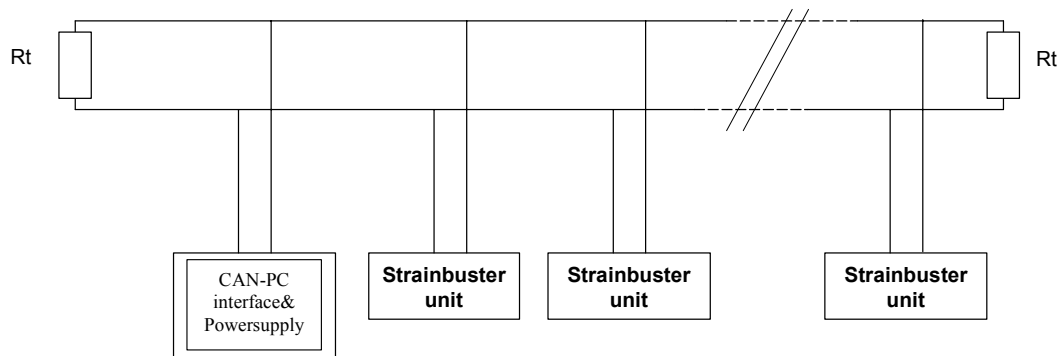 Rt
Rt
CAN-PC
interface&
Powersupply
Strainbuster
unit
Strainbuster
unit
Strainbuster
unit